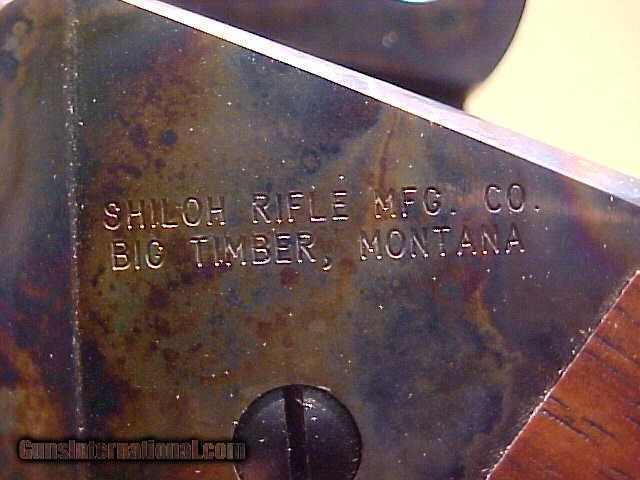 SHILOH RIFLE MFG. CO.
BIG TIMBER, MONTANA
GunsInternational.com